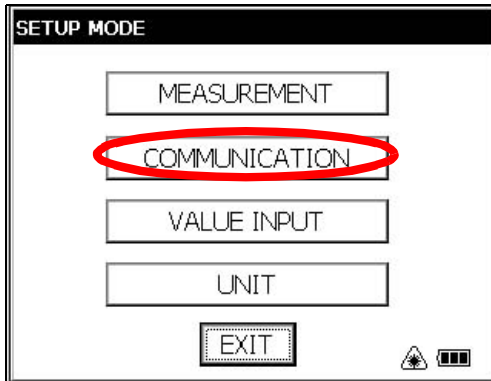 SETUP MODE
MEASUREMENT
COMMUNICATION
VALUE INPUT
UNIT
EXIT